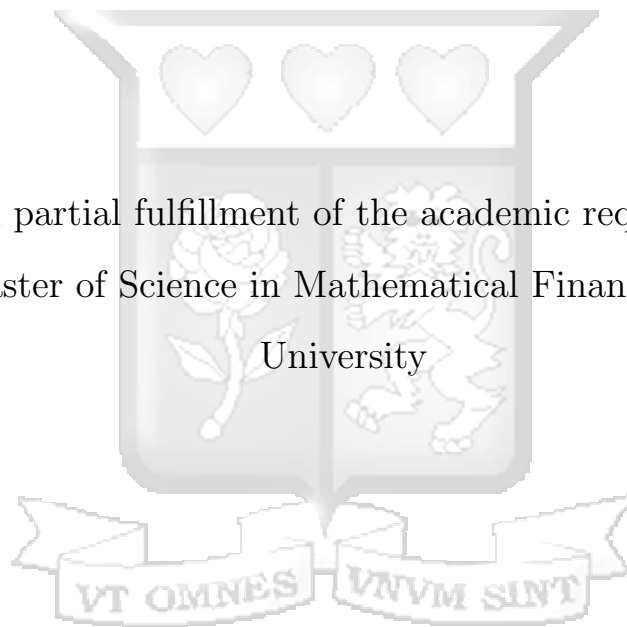 partial fulfillment of the academic req
ster of Science in Mathematical Finan
University
VT OMNES VNVM SINT